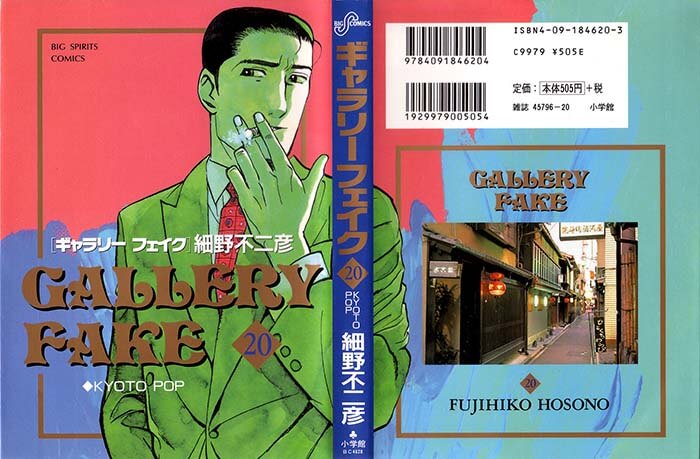 BIG SPIRITS
COMICS
[ギャラリー フェイク] 細野不二彦
GALLERY
FAKE
20
◆KYOTO POP
BIG COMICS
ギャラリーフェイク
20
KYOTO
POP
細野不二彦
小学館
ISBN4-09-184620-3
C9979 ¥505E
9784091846204
1929979005054
定価：本体505円+税
雑誌 45796-20 小学館
GALLERY
FAKE
20
FUJIHIKO HOSONO